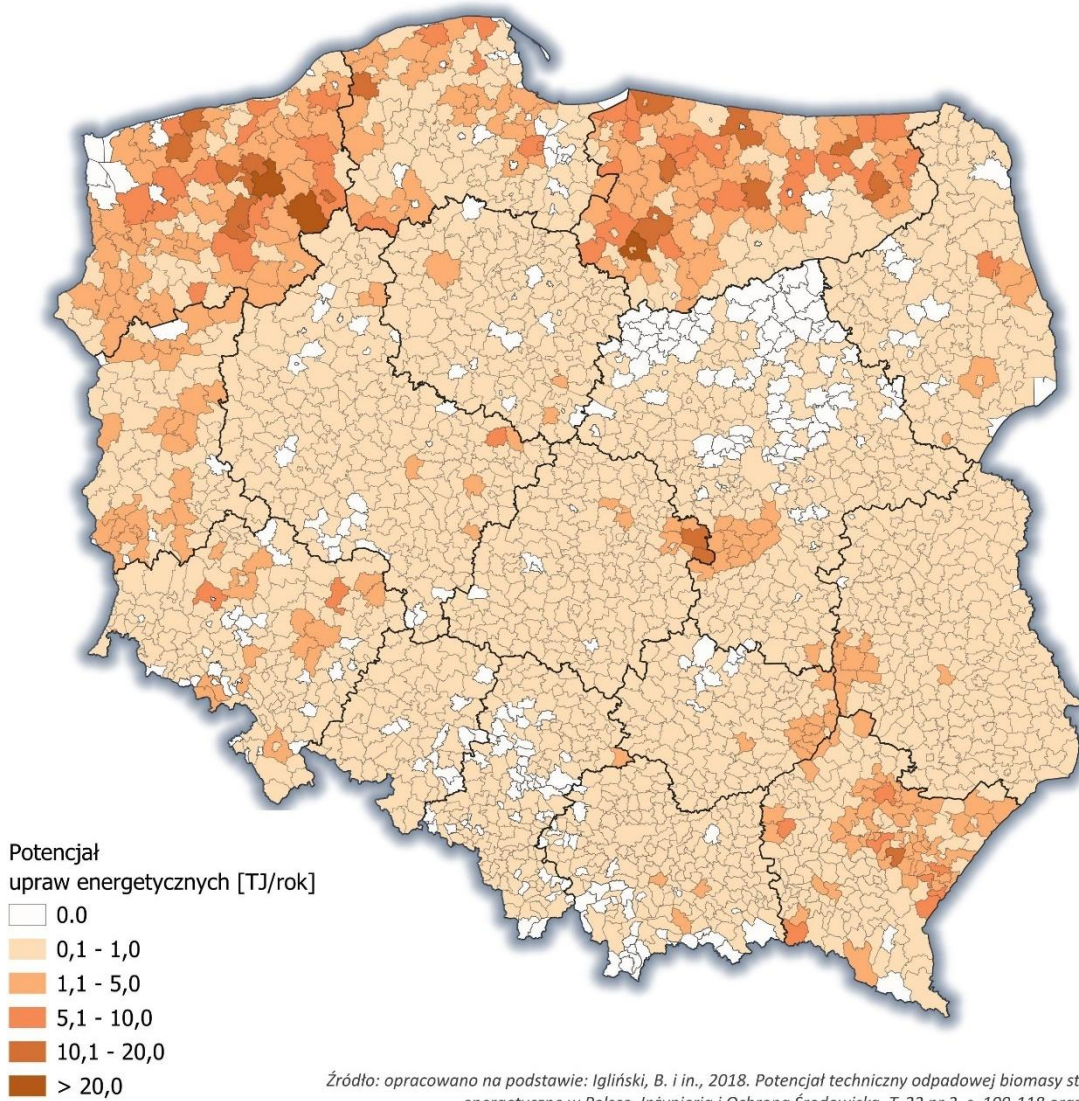 Potencjał
upraw energetycznych [TJ/rok]
0.0
0,1 - 1,0
1,1 - 5,0
5,1 - 10,0
10,1 - 20,0
> 20,0
Źródło: opracowano na podstawie: Igliński, B. i in., 2018. Potencjał techniczny odpadowej biomasy st
energetyczne w Polsce. Inżynieria i Ochrona Środowiska, T. 22 nr 2, s. 109-118 oraz